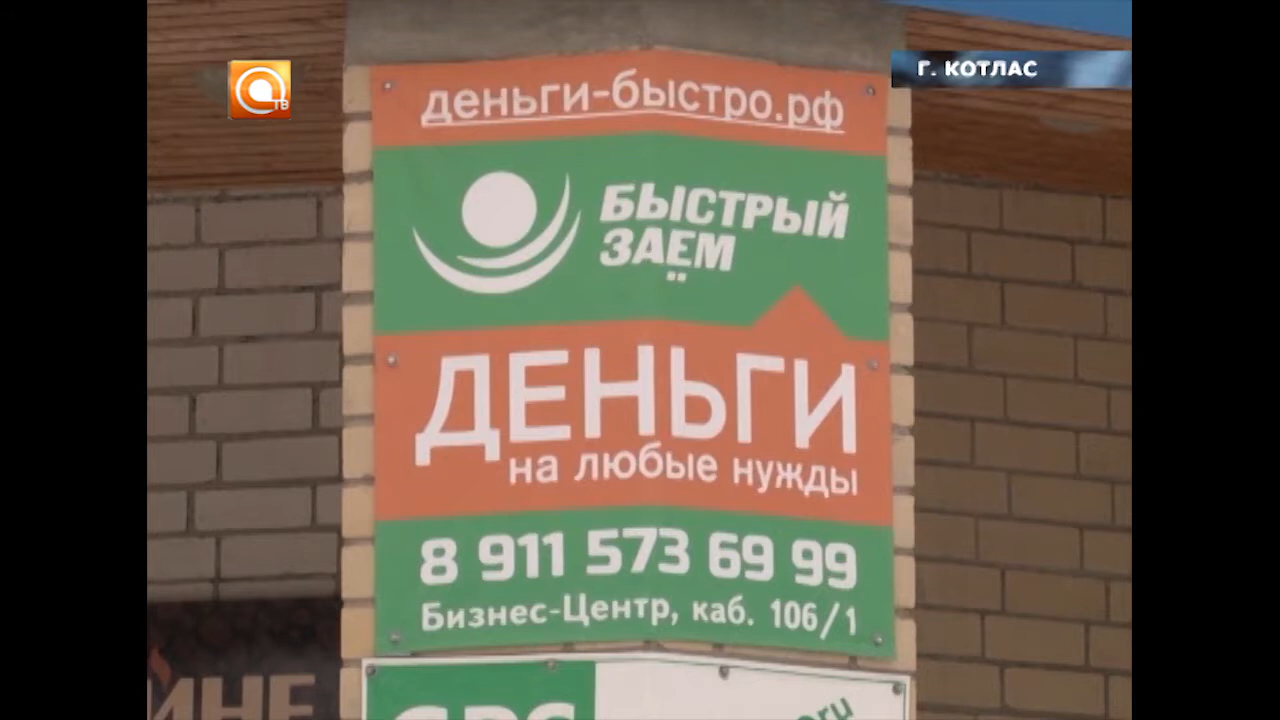 ТВ
Г. КОТЛАС
деньги-быстро.рф
БЫСТРЫЙ
ЗАЁМ
ДЕНЬГИ
на любые нужды
8 911 573 69 99
Бизнес-Центр, каб. 106/1